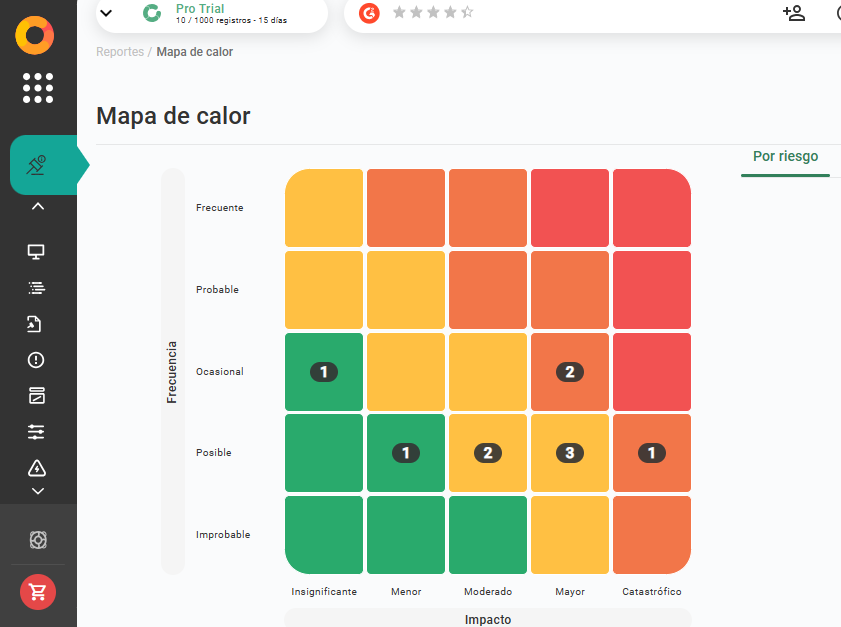 Pro Trial
10 / 1000 registros - 15 días
Reportes / Mapa de calor
Mapa de calor
Por riesgo
Frecuencia
Frecuente
Probable
Ocasional
1
2
Posible
1
2
3
1
Improbable
Insignificante
Menor
Moderado
Mayor
Catastrófico
Impacto